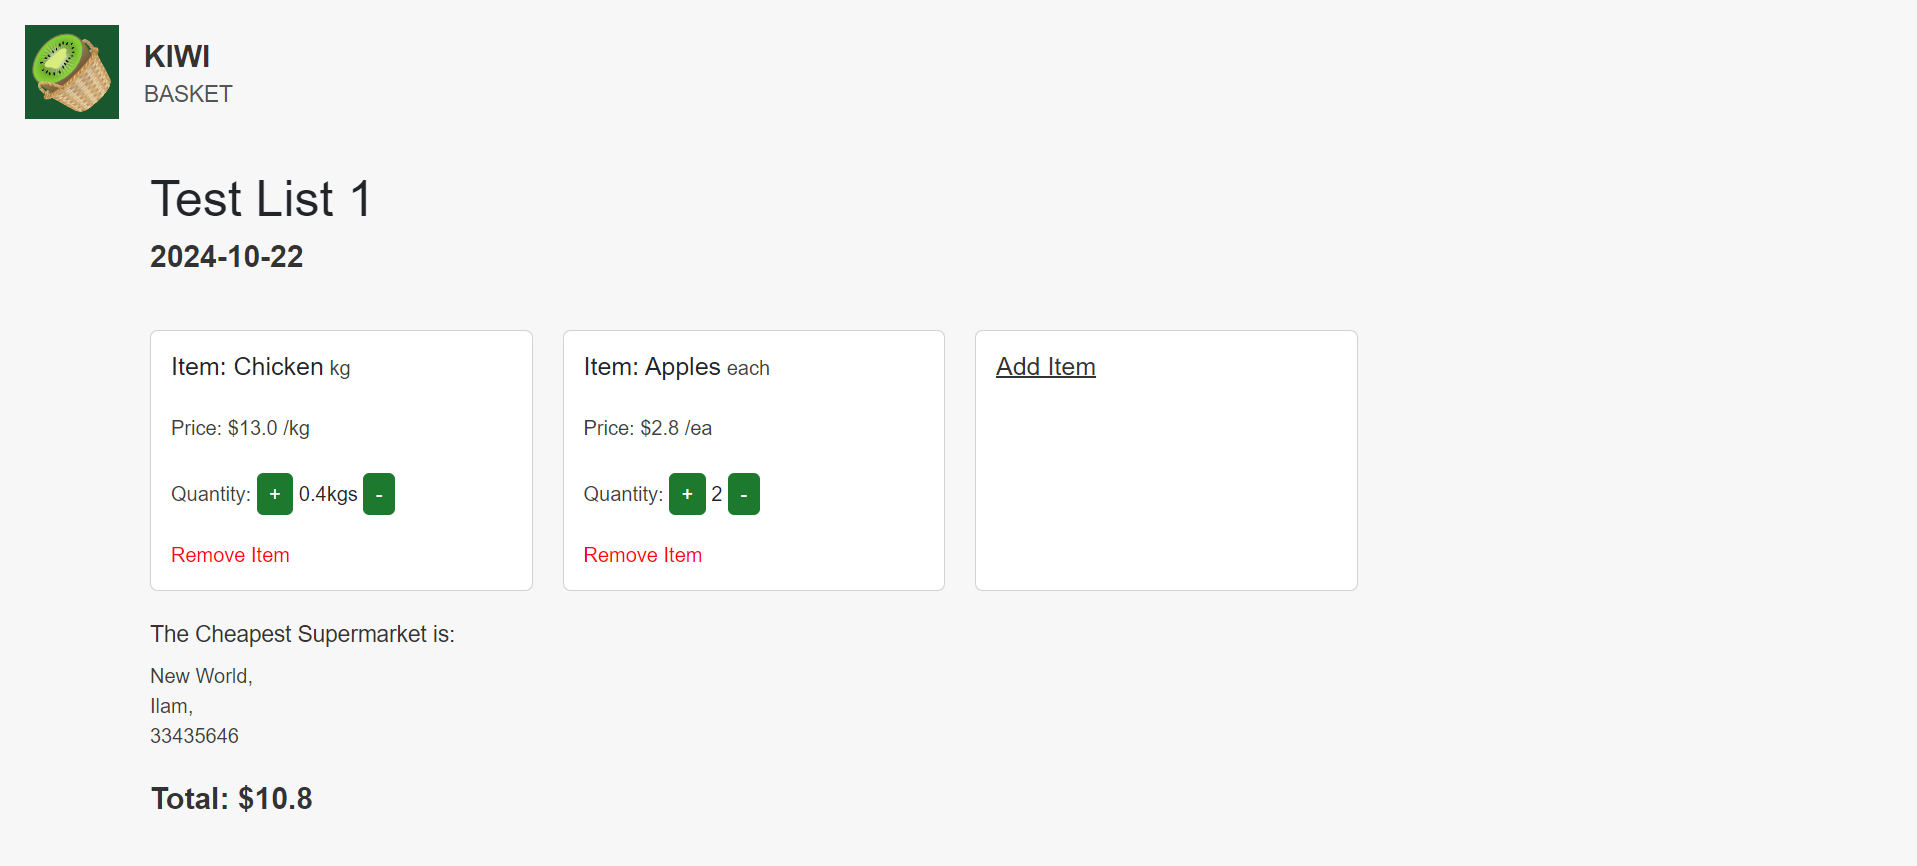 KIWI
BASKET
Test List 1
2024-10-22
Item: Chicken kg
Price: $13.0 /kg
Quantity: + 0.4kgs -
Remove Item
Item: Apples each
Price: $2.8 /ea
Quantity: + 2 -
Remove Item
Add Item
The Cheapest Supermarket is:
New World,
Ilam,
33435646
Total: $10.8